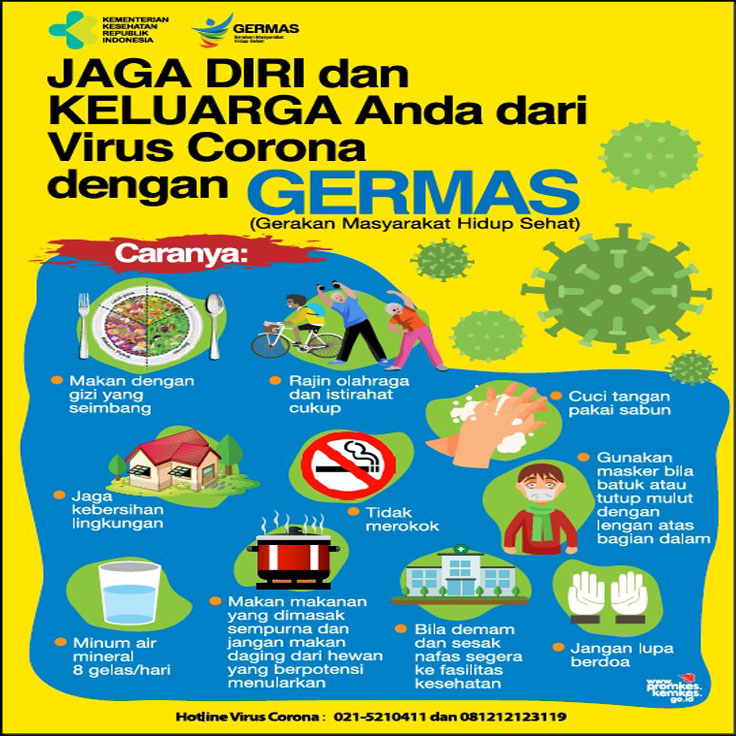 KEMENTERIAN
KESEHATAN
REPUBLIK
INDONESIA
GERMAS
Gerakan Masyarakat
Hidup Sehat
JAGA DIRI dan
KELUARGA Anda dari
Virus Corona
dengan GERMAS
(Gerakan Masyarakat Hidup Sehat)
Caranya:
Makan dengan
gizi yang
seimbang
Rajin olahraga
dan istirahat
cukup
Cuci tangan
pakai sabun
Jaga
kebersihan
lingkungan
Tidak
merokok
Gunakan
masker bila
batuk atau
tutup mulut
dengan
lengan atas
bagian dalam
Minum air
mineral
8 gelas/hari
Makan makanan
yang dimasak
sempurna dan
jangan makan
daging dari hewan
yang berpotensi
menularkan
Bila demam
dan sesak
nafas segera
ke fasilitas
kesehatan
Jangan lupa
berdoa
www.
promkes.
kemkes.
go.id
Hotline Virus Corona : 021-5210411 dan 081212123119